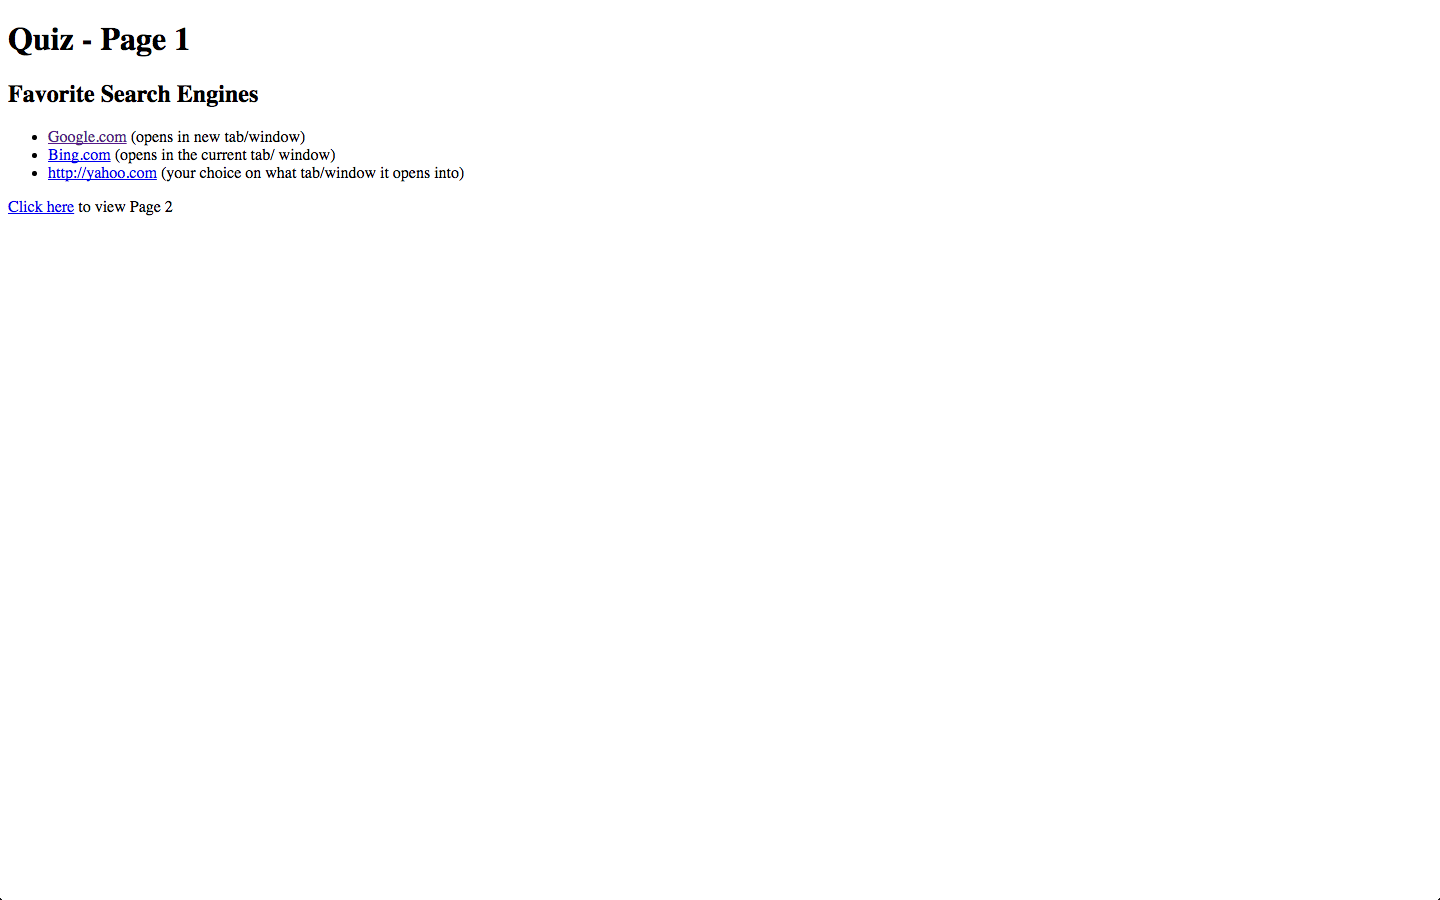 Quiz - Page 1
Favorite Search Engines
Google.com (opens in new tab/window)
Bing.com (opens in the current tab/ window)
http://yahoo.com (your choice on what tab/window it opens into)
Click here to view Page 2